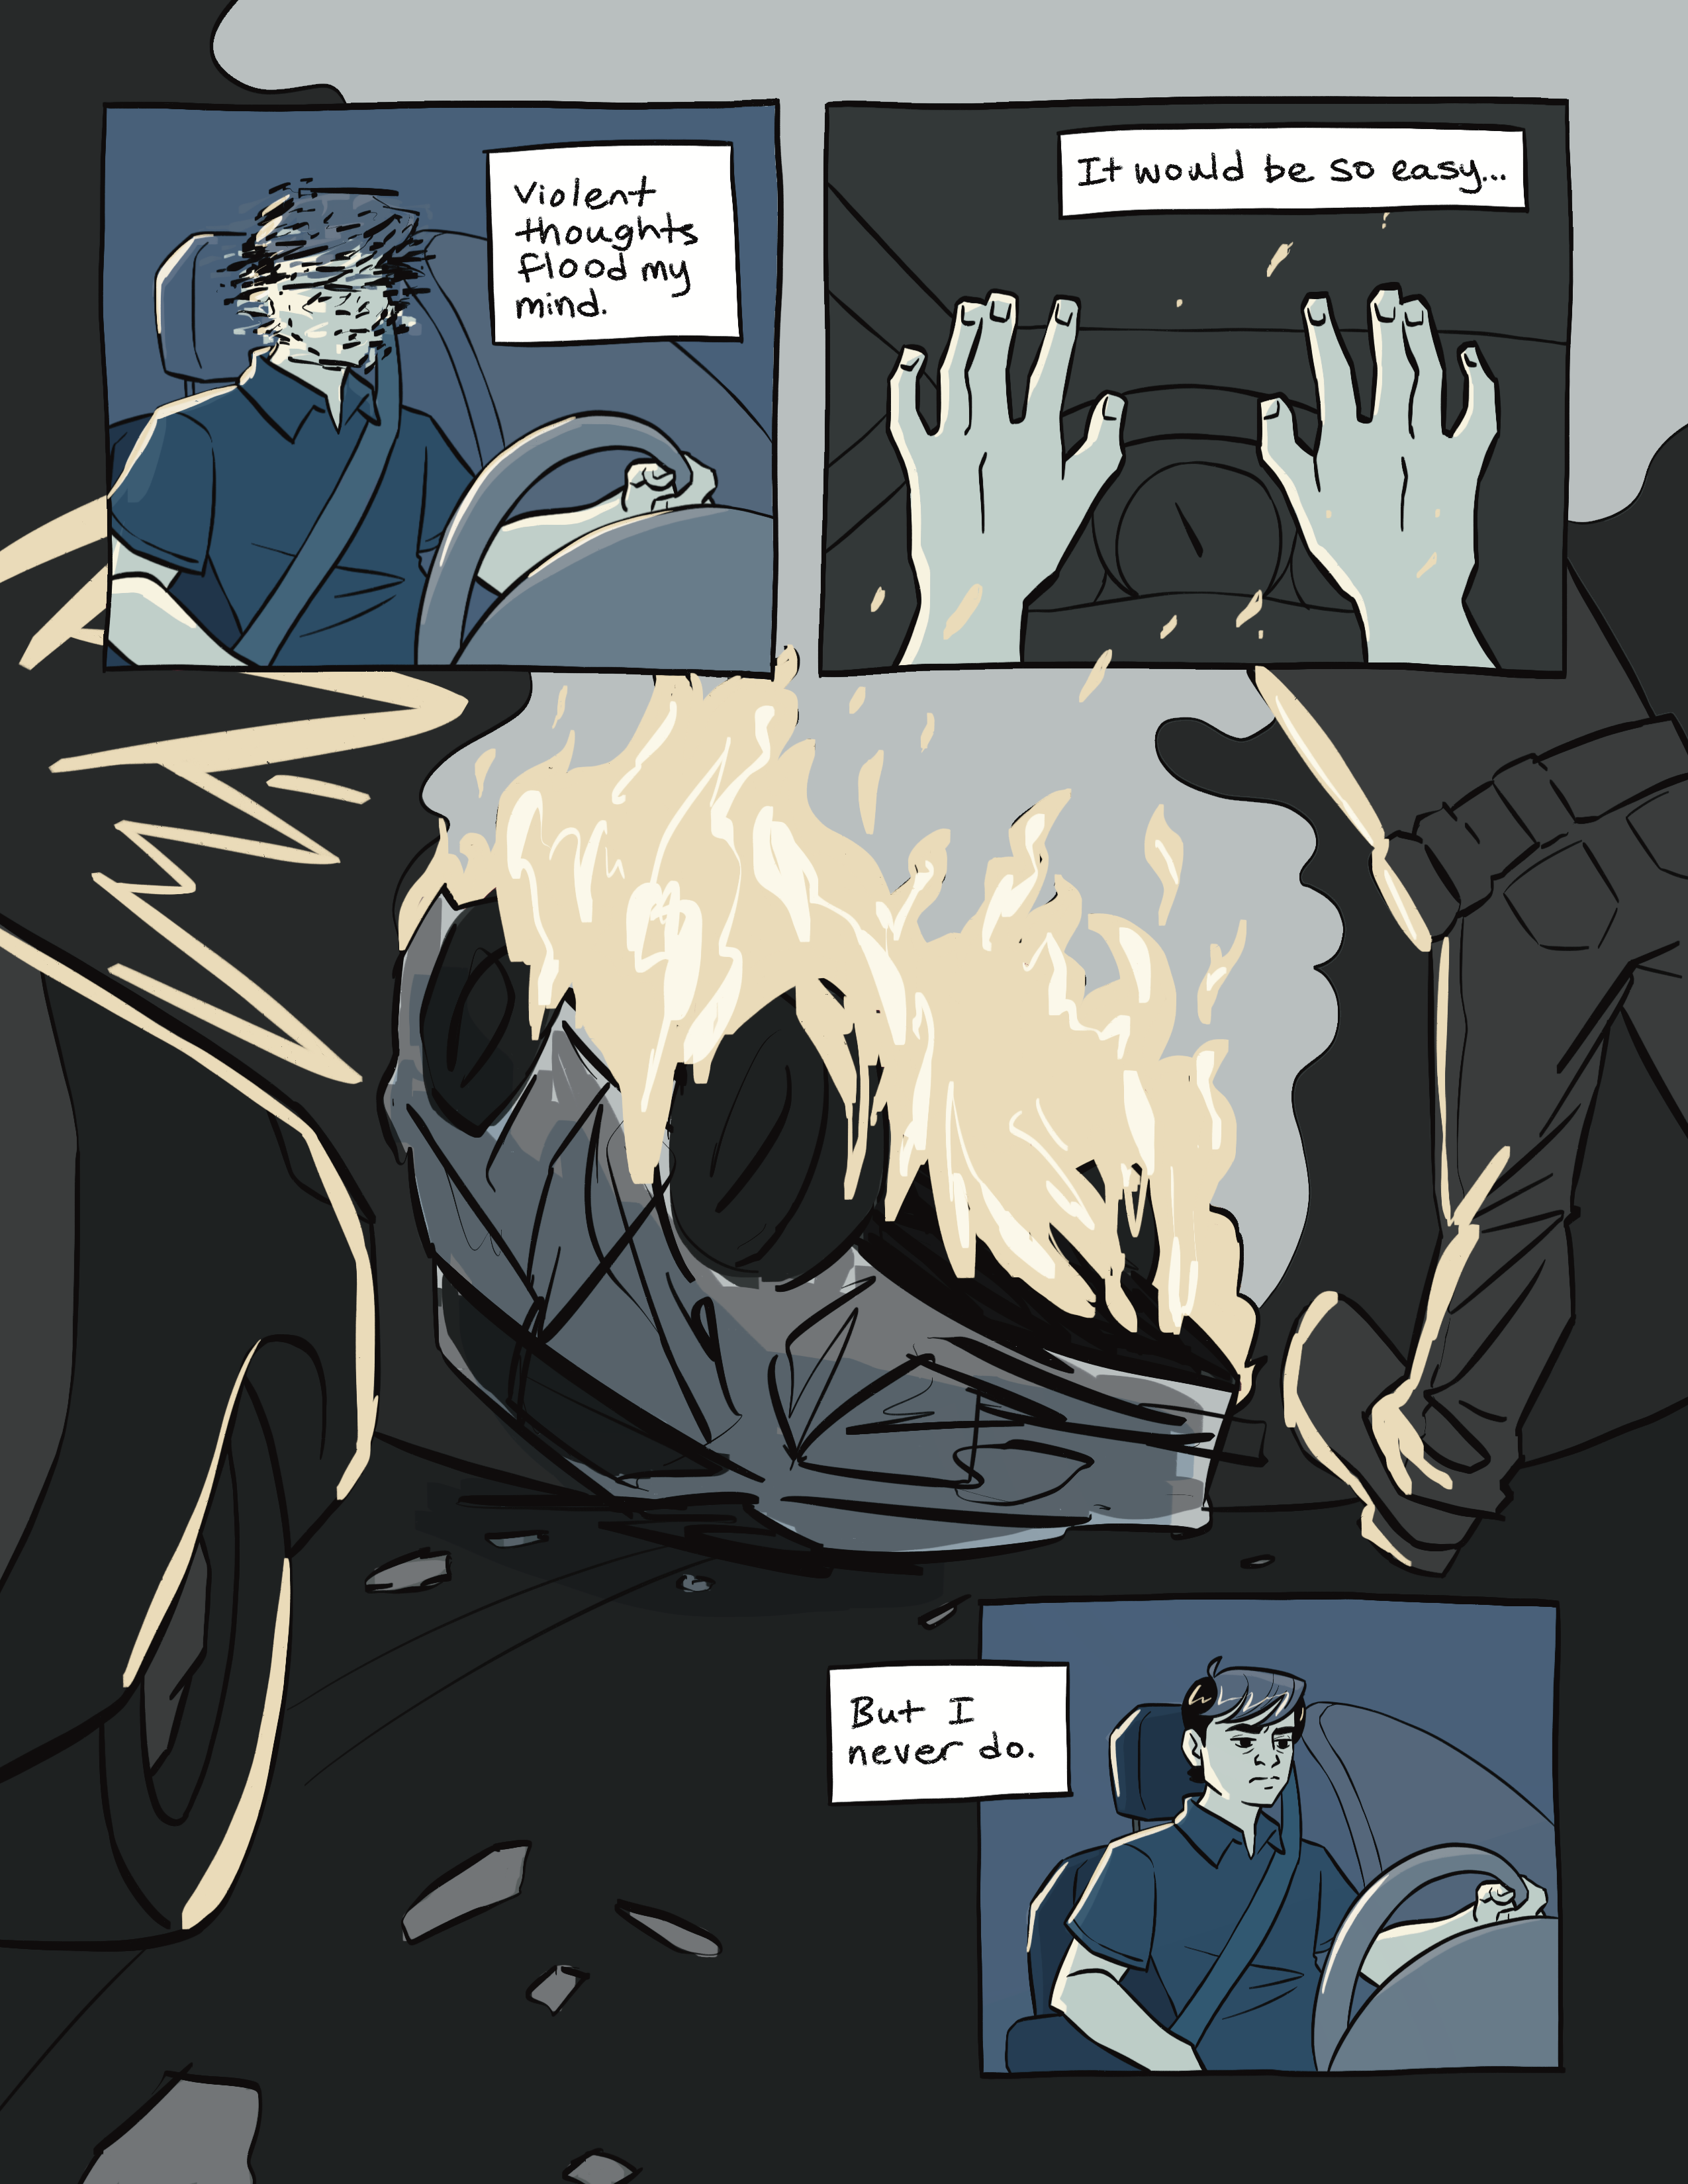 Violent
thoughts
flood my
mind.
It would be so easy...
But I
never do.